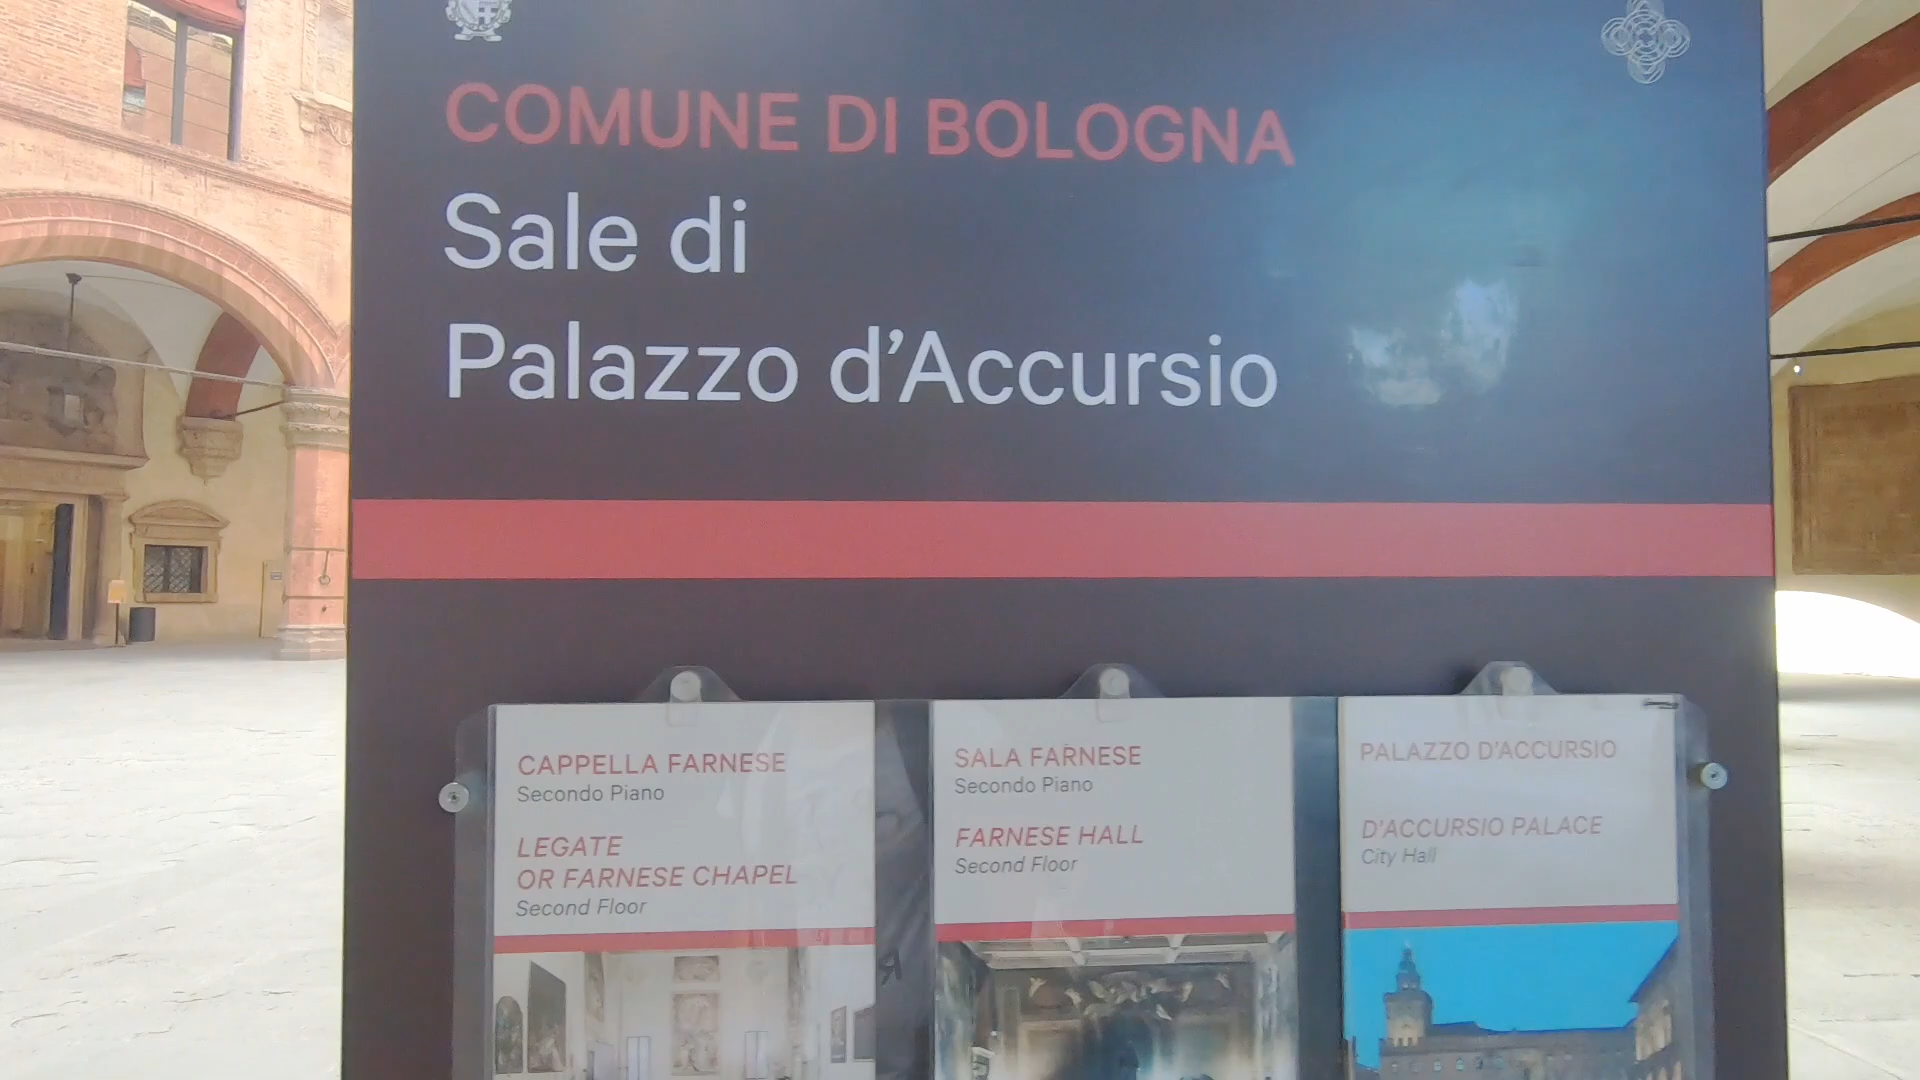 COMUNE DI BOLOGNA
Sale di
Palazzo d’Accursio
CAPPELLA FARNESE
Secondo Piano
LEGATE
OR FARNESE CHAPEL
Second Floor
SALA FARNESE
Secondo Piano
FARNESE HALL
Second Floor
PALAZZO D’ACCURSIO
D’ACCURSIO PALACE
City Hall